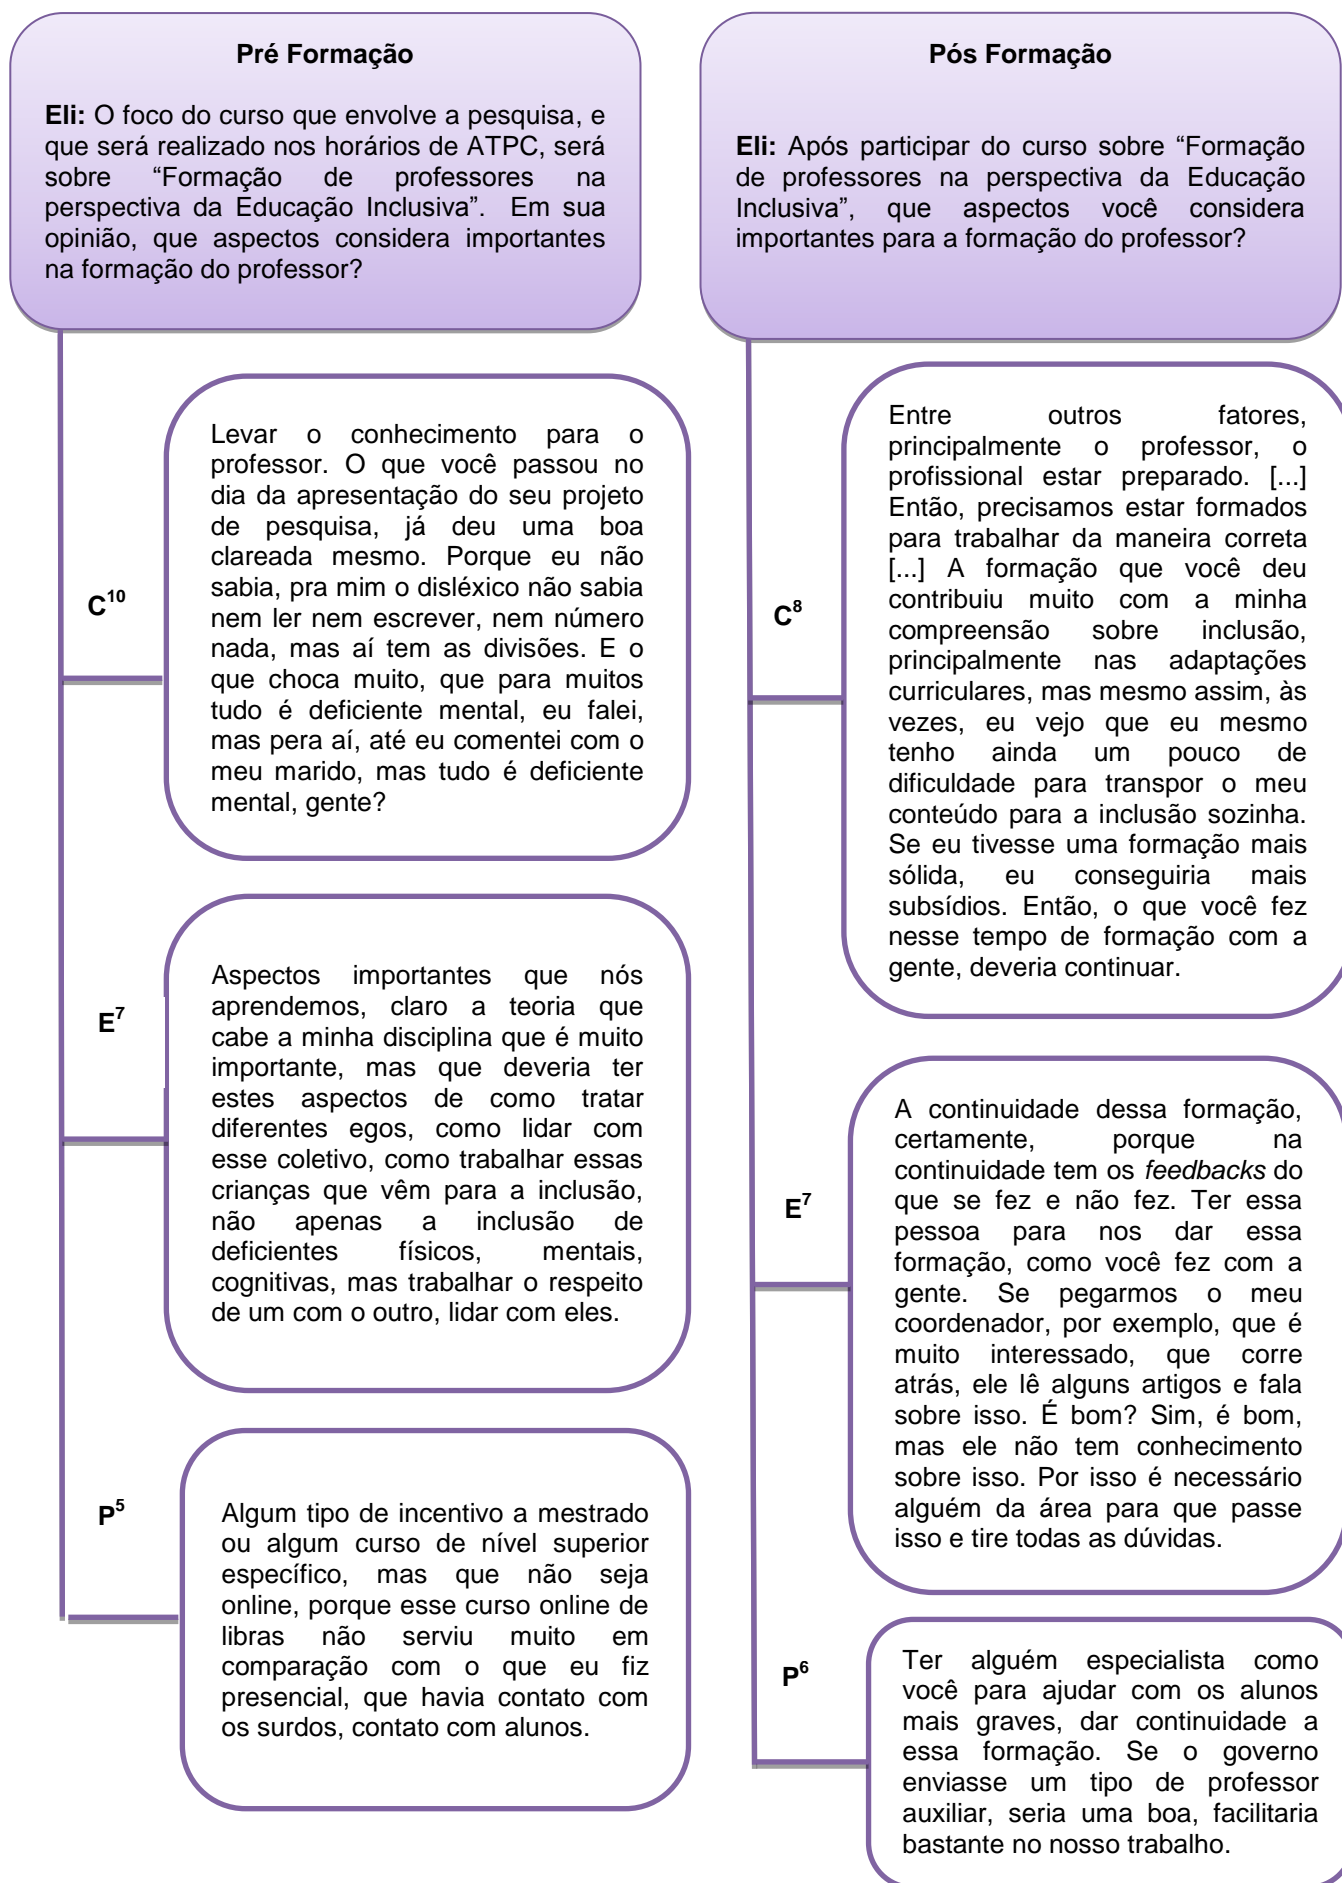 Pré Formação
Eli: O foco do curso que envolve a pesquisa, e
que será realizado nos horários de ATPC, será
sobre “Formação de professores na
perspectiva da Educação Inclusiva”. Em sua
opinião, que aspectos considera importantes
na formação do professor?
C10
Levar o conhecimento para o
professor. O que você passou no
dia da apresentação do seu projeto
de pesquisa, já deu uma boa
clareada mesmo. Porque eu não
sabia, pra mim o disléxico não sabia
nem ler nem escrever, nem número
nada, mas aí tem as divisões. E o
que choca muito, que para muitos
tudo é deficiente mental, eu falei,
mas pera aí, até eu comentei com o
meu marido, mas tudo é deficiente
mental, gente?
E7
Aspectos importantes que nós
aprendemos, claro a teoria que
cabe a minha disciplina que é muito
importante, mas que deveria ter
estes aspectos de como tratar
diferentes egos, como lidar com
esse coletivo, como trabalhar essas
crianças que vêm para a inclusão,
não apenas a inclusão de
deficientes físicos, mentais,
cognitivas, mas trabalhar o respeito
de um com o outro, lidar com eles.
P5
Algum tipo de incentivo a mestrado
ou algum curso de nível superior
específico, mas que não seja
online, porque esse curso online de
libras não serviu muito em
comparação com o que eu fiz
presencial, que havia contato com
os surdos, contato com alunos.
Pós Formação
Eli: Após participar do curso sobre “Formação
de professores na perspectiva da Educação
Inclusiva”, que aspectos você considera
importantes para a formação do professor?
C8
Entre outros fatores,
principalmente o professor, o
profissional estar preparado. [...]
Então, precisamos estar formados
para trabalhar da maneira correta
[...] A formação que você deu
contribuiu muito com a minha
compreensão sobre inclusão,
principalmente nas adaptações
curriculares, mas mesmo assim, às
vezes, eu vejo que eu mesmo
tenho ainda um pouco de
dificuldade para transpor o meu
conteúdo para a inclusão sozinha.
Se eu tivesse uma formação mais
sólida, eu conseguiria mais
subsídios. Então, o que você fez
nesse tempo de formação com a
gente, deveria continuar.
E7
A continuidade dessa formação,
certamente, porque na
continuidade tem os feedbacks do
que se fez e não fez. Ter essa
pessoa para nos dar essa
formação, como você fez com a
gente. Se pegarmos o meu
coordenador, por exemplo, que é
muito interessado, que corre
atrás, ele lê alguns artigos e fala
sobre isso. É bom? Sim, é bom,
mas ele não tem conhecimento
sobre isso. Por isso é necessário
alguém da área para que passe
isso e tire todas as dúvidas.
P6
Ter alguém especialista como
você para ajudar com os alunos
mais graves, dar continuidade a
essa formação. Se o governo
enviasse um tipo de professor
auxiliar, seria uma boa, facilitaria
bastante no nosso trabalho.